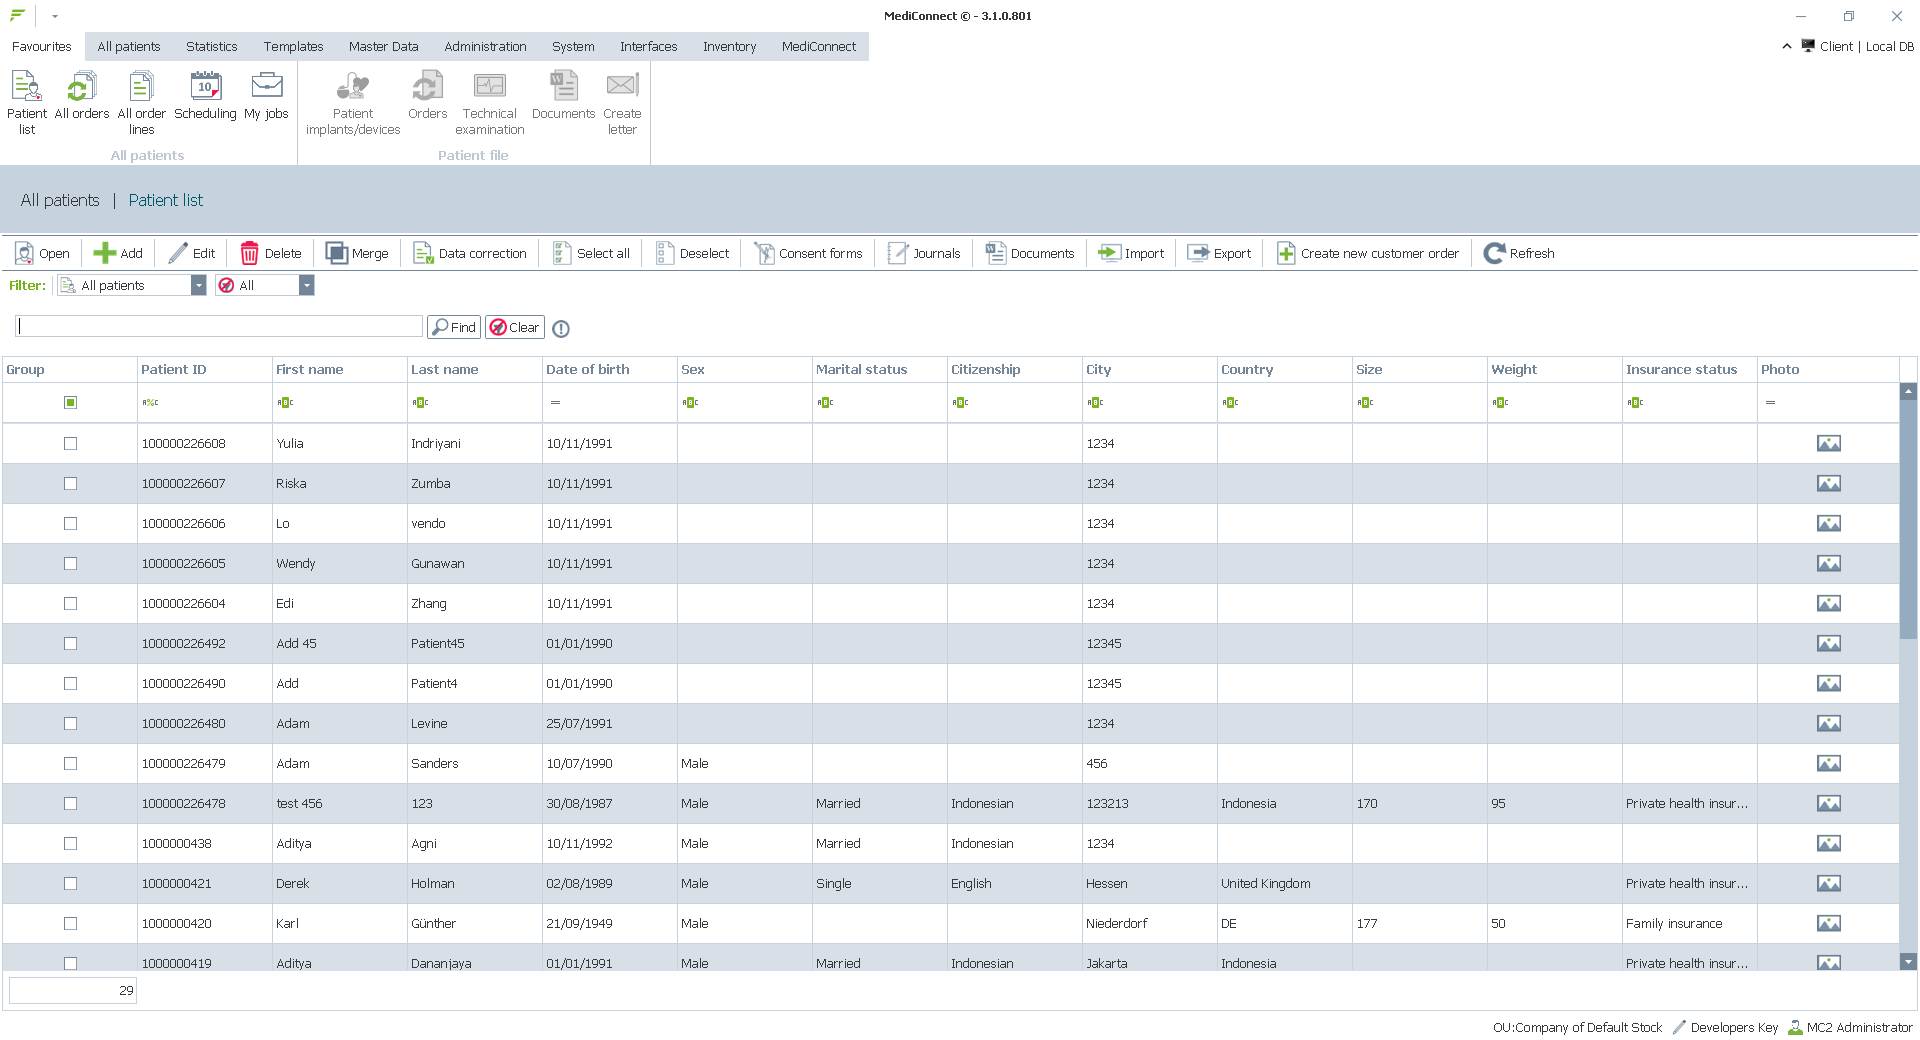 MediConnect © - 3.1.0.801
Favourites All patients Statistics Templates Master Data Administration System Interfaces Inventory MediConnect
Client | Local DB
Patient list All orders All order lines Scheduling My jobs
Patient implants/devices Orders Technical examination Documents Create letter
All patients Patient file
All patients | Patient list
Open Add Edit Delete Merge Data correction Select all Deselect Consent forms Journals Documents Import Export Create new customer order Refresh
Filter: All patients All
Find Clear
Group Patient ID First name Last name Date of birth Sex Marital status Citizenship City Country Size Weight Insurance status Photo
100000226608 Yulia Indriyani 10/11/1991 1234
100000226607 Riska Zumba 10/11/1991 1234
100000226606 Lo vendo 10/11/1991 1234
100000226605 Wendy Gunawan 10/11/1991 1234
100000226604 Edi Zhang 10/11/1991 1234
100000226492 Add 45 Patient45 01/01/1990 12345
100000226490 Add Patient4 01/01/1990 12345
100000226480 Adam Levine 25/07/1991 1234
100000226479 Adam Sanders 10/07/1990 Male 456
100000226478 test 456 123 30/08/1987 Male Married Indonesian 123213 Indonesia 170 95 Private health insur...
1000000438 Aditya Agni 10/11/1992 Male Married Indonesian 1234
1000000421 Derek Holman 02/08/1989 Male Single English Hessen United Kingdom Private health insur...
1000000420 Karl Günther 21/09/1949 Male Niederdorf DE 177 50 Family insurance
1000000419 Aditya Dananjaya 01/01/1991 Male Married Indonesian Jakarta Indonesia Private health insur...
29
OU:Company of Default Stock Developers Key MC2 Administrator